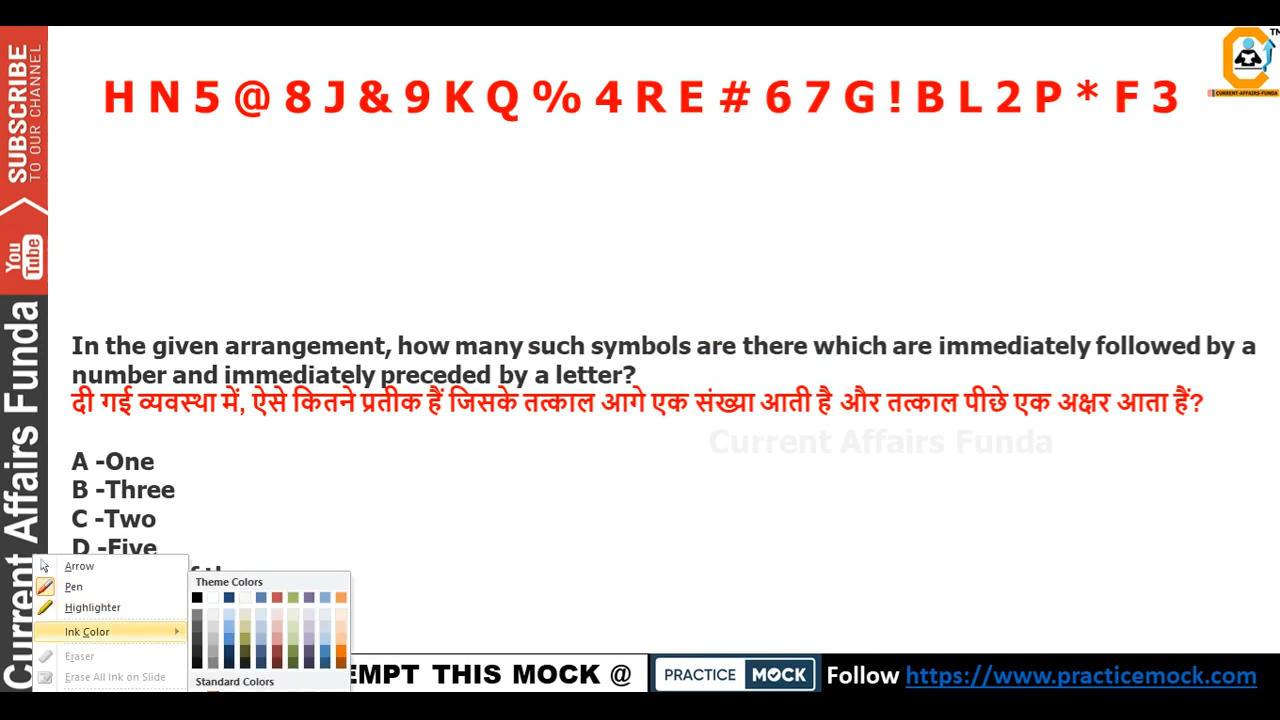 H N 5 @ 8 J & 9 K Q % 4 R E # 6 7 G ! B L 2 P * F 3
TM
CURRENT-AFFAIRS-FUNDA
SUBSCRIBE
TO OUR CHANNEL
You
Tube
Current Affairs Funda
In the given arrangement, how many such symbols are there which are immediately followed by a
number and immediately preceded by a letter?
दी गई व्यवस्था में, ऐसे कितने प्रतीक हैं जिसके तत्काल आगे एक संख्या आती है और तत्काल पीछे एक अक्षर आता हैं?
Current Affairs Funda
A -One
B -Three
C -Two
D -Five
Arrow
Pen
Highlighter
Ink Color
Eraser
Erase All Ink on Slide
Theme Colors
Standard Colors
THIS MOCK @
PRACTICE MOCK
Follow https://www.practicemock.com